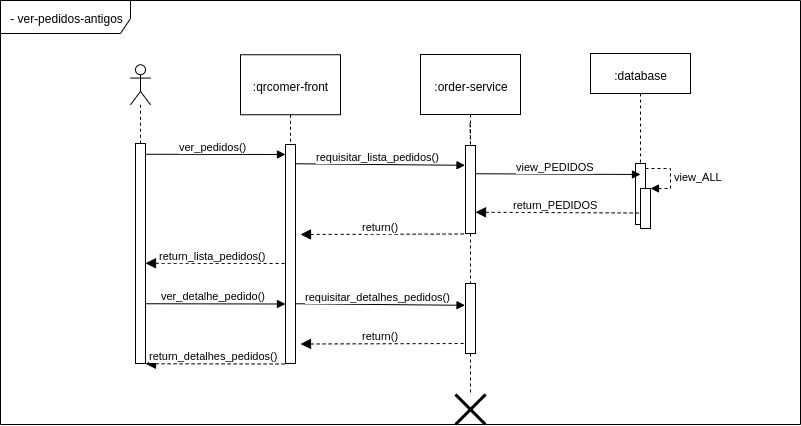 - ver-pedidos-antigos
:qrcomer-front
:order-service
:database
ver_pedidos()
requisitar_lista_pedidos()
view_PEDIDOS
view_ALL
return_PEDIDOS
return()
return_lista_pedidos()
ver_detalhe_pedido()
requisitar_detalhes_pedidos()
return()
return_detalhes_pedidos()